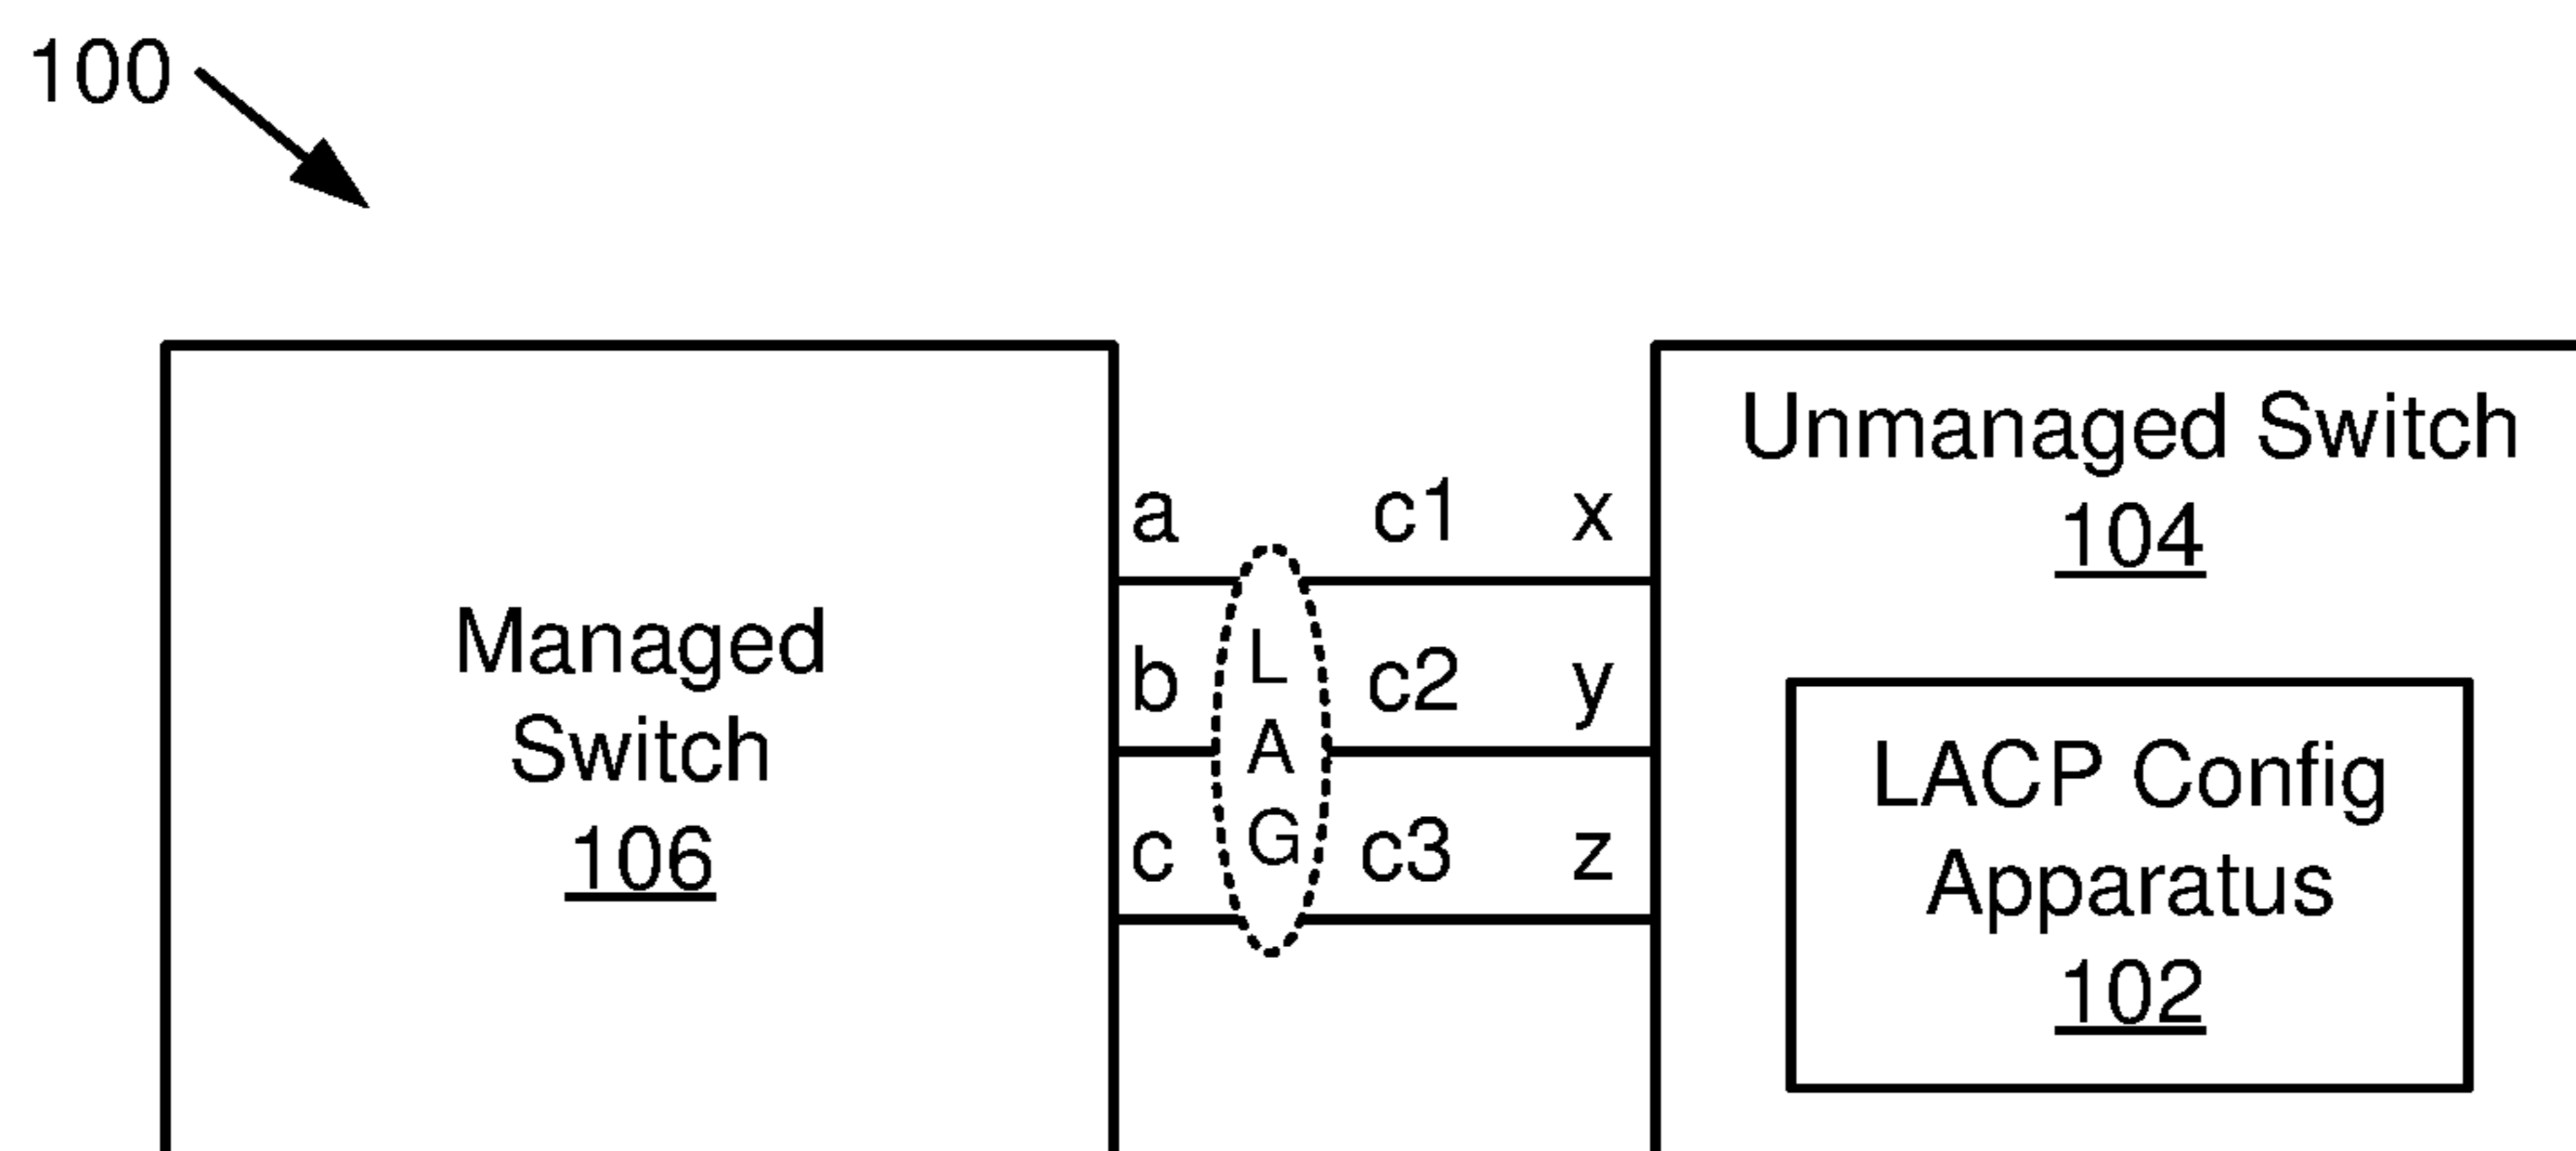 100
Managed
Switch
106
a
b
c
L
A
G
c1
c2
c3
x
y
z
Unmanaged Switch
104
LACP Config
Apparatus
102